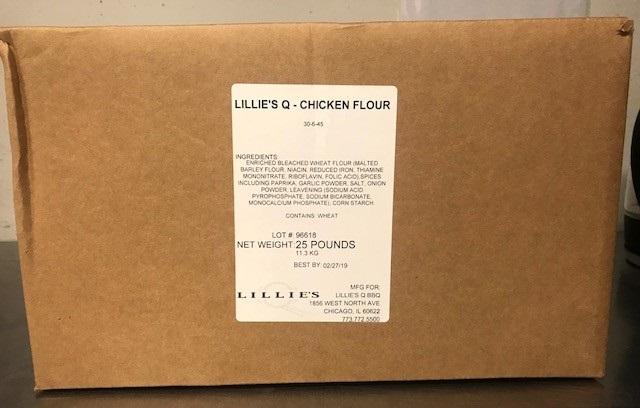 LILLIE'S Q - CHICKEN FLOUR
30-6-45
INGREDIENTS:
ENRICHED BLEACHED WHEAT FLOUR (MALTED
BARLEY FLOUR, NIACIN, REDUCED IRON, THIAMINE
MONONITRATE, RIBOFLAVIN, FOLIC ACID),SPICES
INCLUDING PAPRIKA, GARLIC POWDER, SALT, ONION
POWDER, LEAVENING (SODIUM ACID
PYROPHOSPHATE, SODIUM BICARBONATE,
MONOCALCIUM PHOSPHATE), CORN STARCH.
CONTAINS: WHEAT
LOT # 96618
NET WEIGHT:25 POUNDS
11.3 KG
BEST BY: 02/27/19
LILLIE'S
MFG FOR:
LILLIE'S Q BBQ
1856 WEST NORTH AVE
CHICAGO, IL 60622
773.772.5500